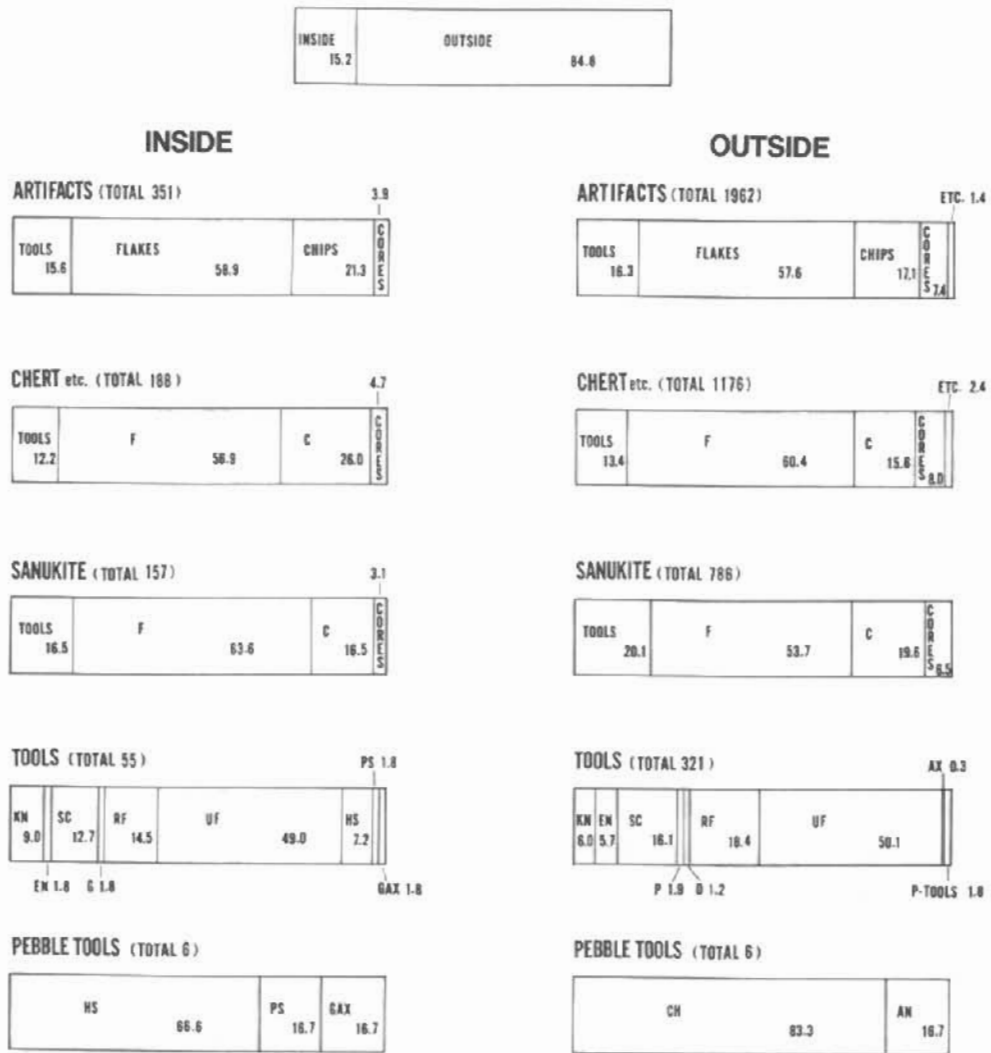 INSIDE OUTSIDE
15.2 84.8
INSIDE
ARTIFACTS (TOTAL 351) 3.9
TOOLS FLAKES CHIPS CORES
15.6 58.9 21.3
CHERT etc. (TOTAL 188) 4.7
TOOLS F C CORES
12.2 56.9 26.0
SANUKITE (TOTAL 157) 3.1
TOOLS F C CORES
16.5 63.6 16.5
TOOLS (TOTAL 55) PS 1.8
KN SC RF UF HS
9.0 12.7 14.5 49.0 7.2
EN 1.8 G 1.8 GAX 1.8
PEBBLE TOOLS (TOTAL 6)
HS PS GAX
66.6 16.7 16.7
OUTSIDE
ARTIFACTS (TOTAL 1962) ETC. 1.4
TOOLS FLAKES CHIPS CORES
16.3 57.6 17.1 7.4
CHERT etc. (TOTAL 1176) ETC. 2.4
TOOLS F C CORES
13.4 60.4 15.6 8.0
SANUKITE (TOTAL 786)
TOOLS F C CORES
20.1 53.7 19.6 6.5
TOOLS (TOTAL 321) AX 0.3
KN EN SC RF UF
6.0 5.7 16.1 18.4 50.1
P 1.9 1.2 P-TOOLS
PEBBLE TOOLS (TOTAL 6)
CH AN
83.3 16.7